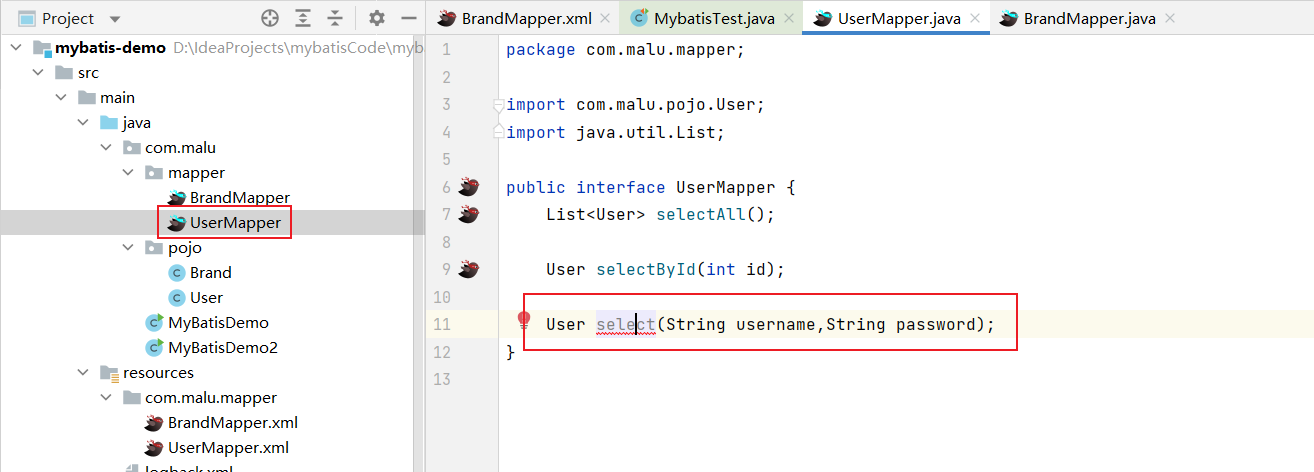 Project
mybatis-demo D:\IdeaProjects\mybatisCode\myb
src
main
java
com.malu
mapper
BrandMapper
UserMapper
pojo
Brand
User
MyBatisDemo
MyBatisDemo2
resources
com.malu.mapper
BrandMapper.xml
UserMapper.xml
logback.xml
BrandMapper.xml MybatisTest.java UserMapper.java BrandMapper.java
1 package com.malu.mapper;
2
3 import com.malu.pojo.User;
4 import java.util.List;
5
6 public interface UserMapper {
7 List<User> selectAll();
8
9 User selectById(int id);
10
11 User select(String username,String password);
12 }
13